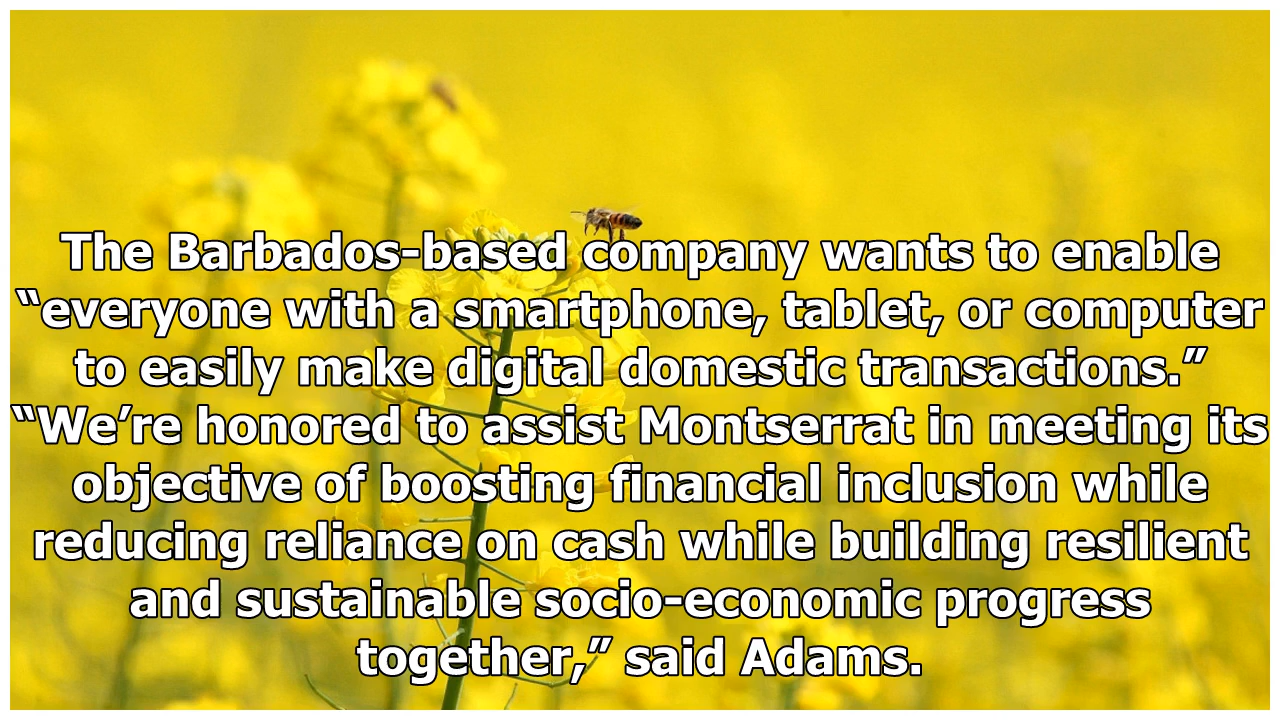 The Barbados-based company wants to enable
“everyone with a smartphone, tablet, or computer
to easily make digital domestic transactions.”
“We’re honored to assist Montserrat in meeting its
objective of boosting financial inclusion while
reducing reliance on cash while building resilient
and sustainable socio-economic progress
together,” said Adams.